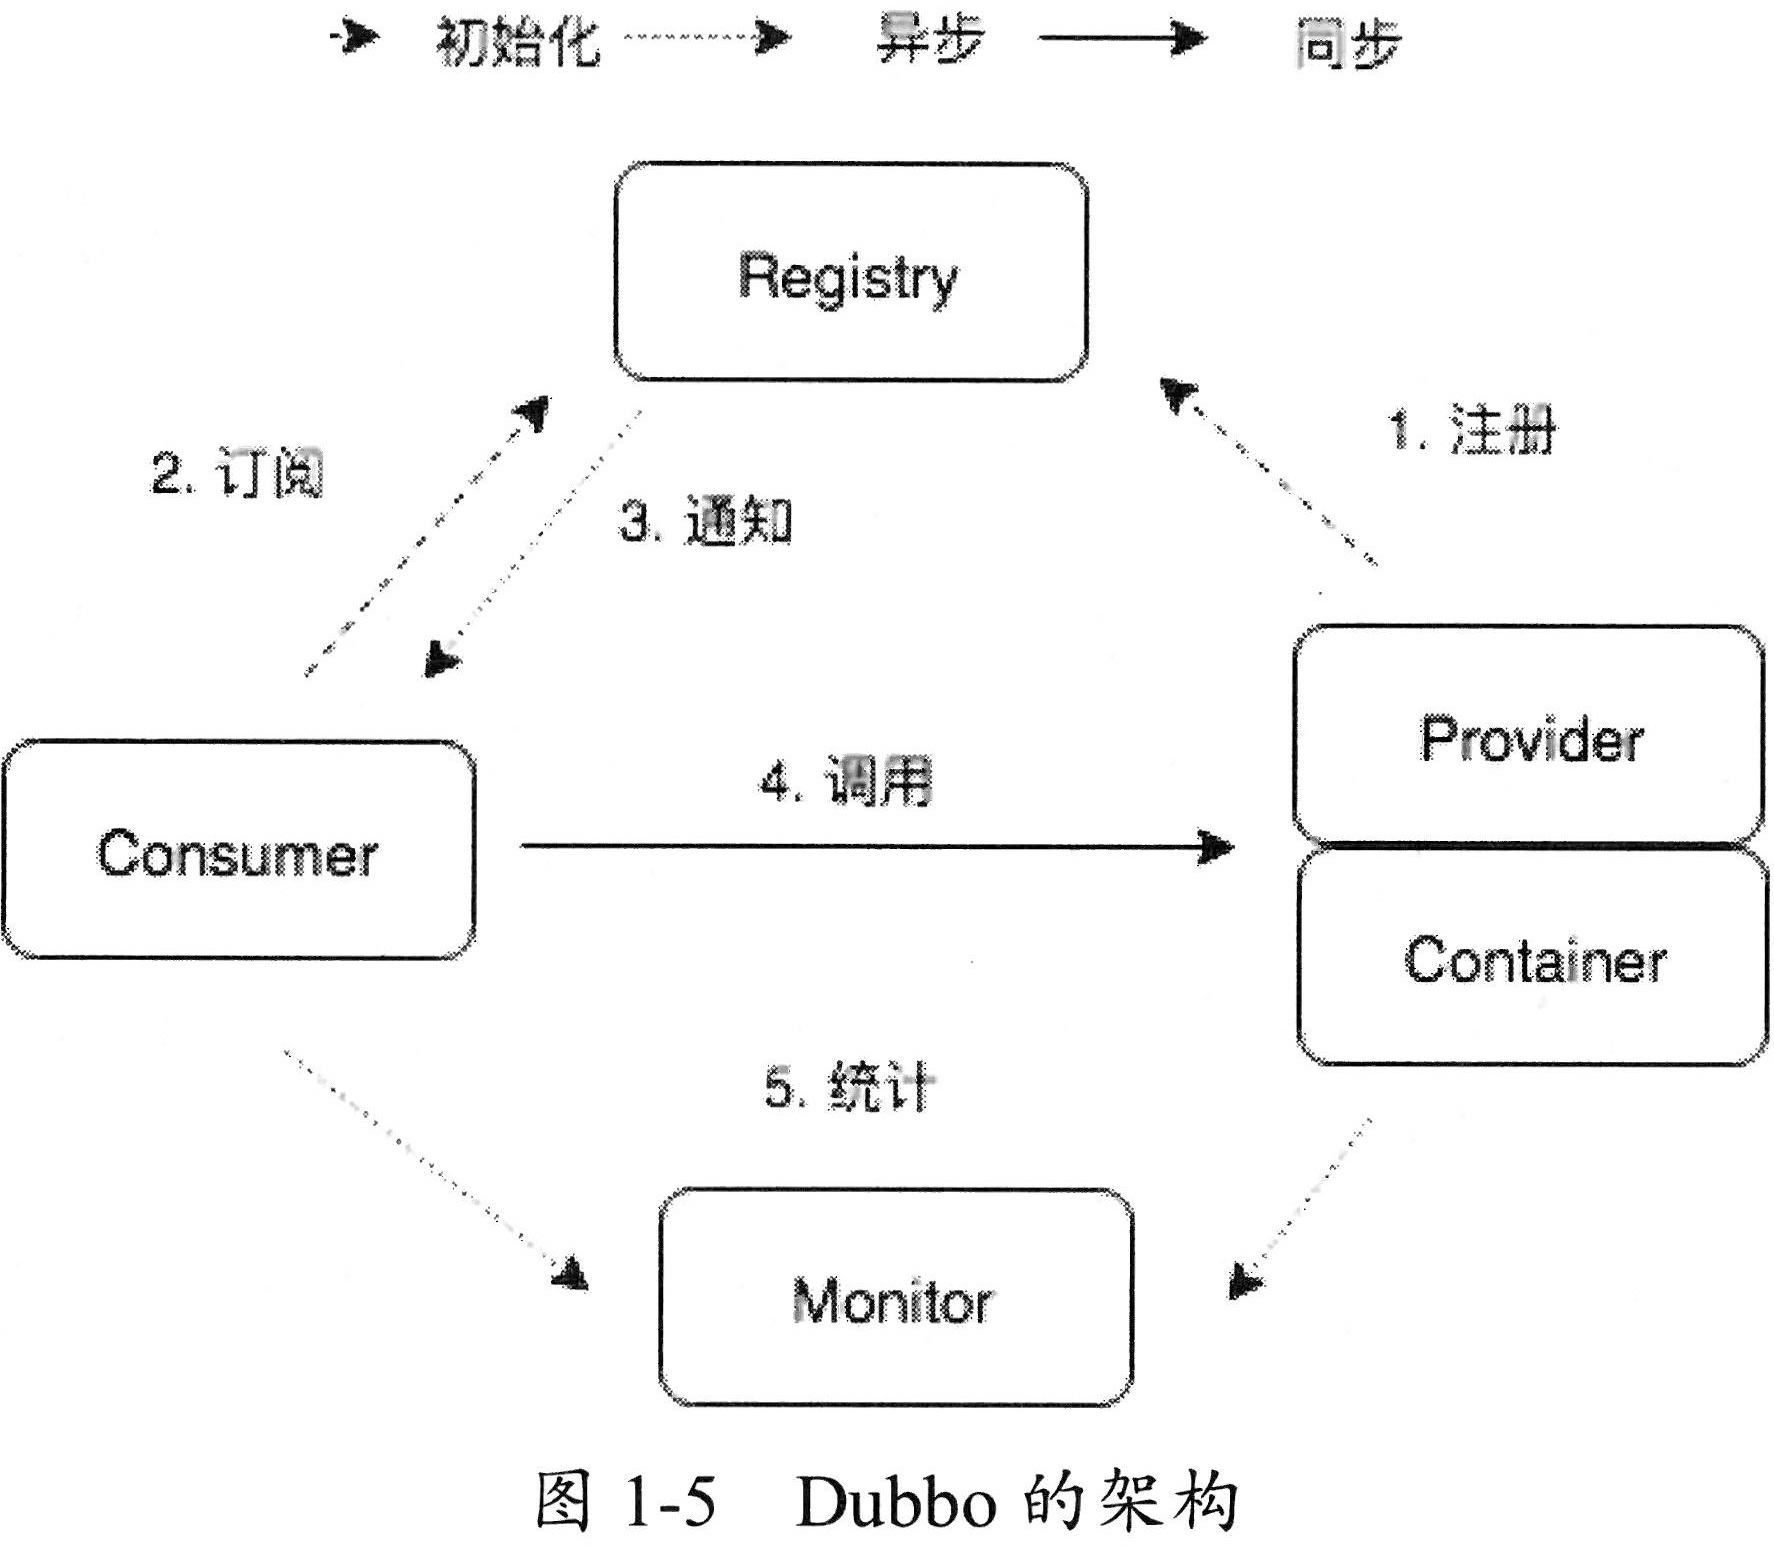 初始化 异步 同步
Registry
1. 注册
2. 订阅
3. 通知
Provider
4. 调用
Consumer
Container
5. 统计
Monitor
图 1-5 Dubbo 的架构